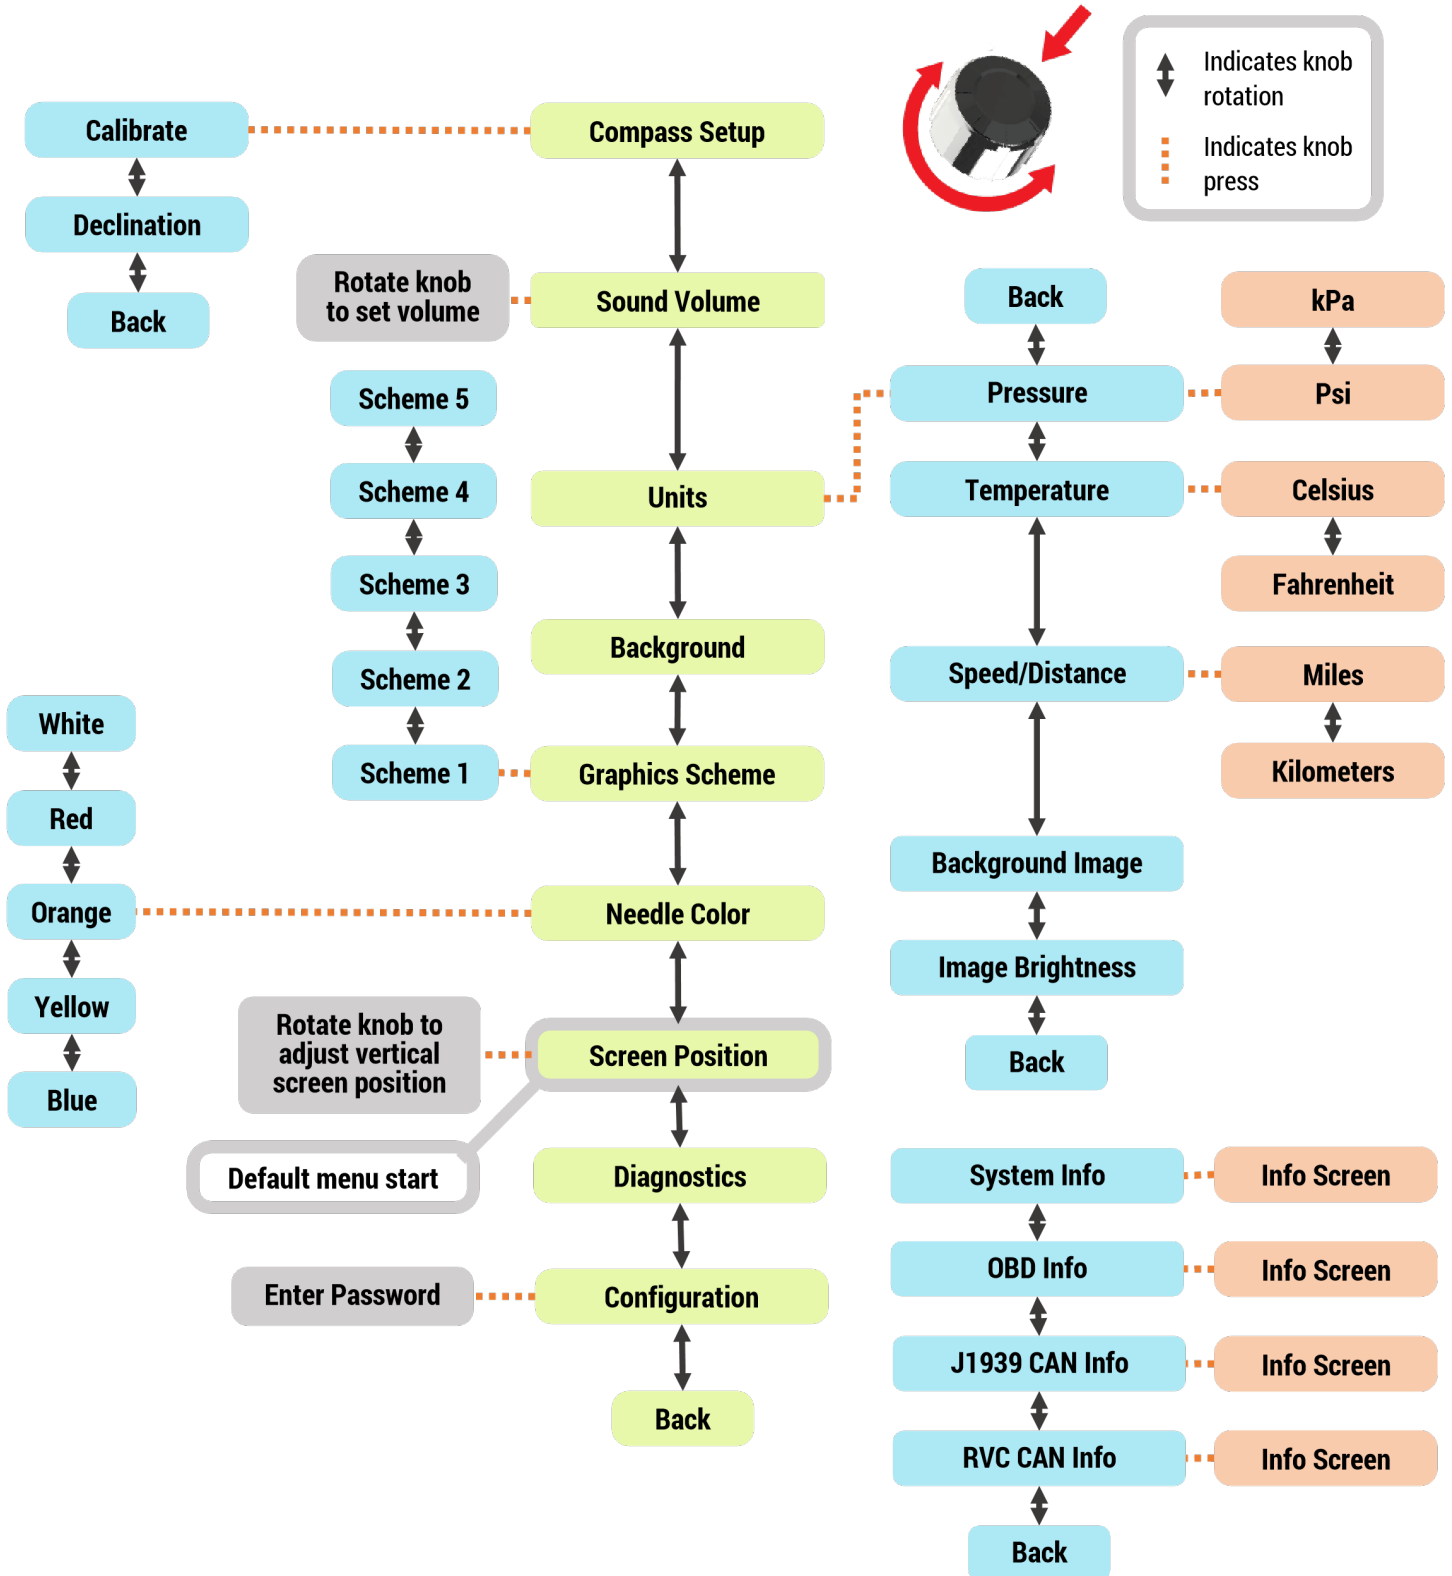 Indicates knob
rotation
Indicates knob
press
Calibrate
Declination
Back
Compass Setup
Rotate knob
to set volume
Sound Volume
Scheme 5
Scheme 4
Scheme 3
Scheme 2
Scheme 1
Units
Background
Graphics Scheme
White
Red
Orange
Yellow
Blue
Needle Color
Rotate knob to
adjust vertical
screen position
Screen Position
Default menu start
Diagnostics
Enter Password
Configuration
Back
Back
Pressure
Temperature
Speed/Distance
Background Image
Image Brightness
Back
kPa
Psi
Celsius
Fahrenheit
Miles
Kilometers
System Info
Info Screen
OBD Info
Info Screen
J1939 CAN Info
Info Screen
RVC CAN Info
Info Screen
Back